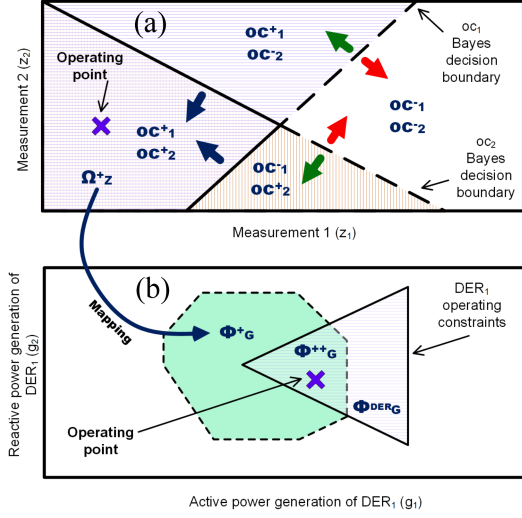 (a)
oc⁺₁
oc⁻₂
oc₁
Bayes
decision
boundary
Operating
point
oc⁺₁
oc⁺₂
oc⁻₁
oc⁻₂
oc⁻₁
oc⁺₂
oc₂
Bayes
decision
boundary
Ω⁺z
Measurement 2 (z₂)
Measurement 1 (z₁)
Mapping
(b)
DER₁
operating
constraints
Φ⁺G
Φ⁺⁺G
ΦᴰᴱᴿG
Operating
point
Reactive power generation of
DER₁ (g₂)
Active power generation of DER₁ (g₁)